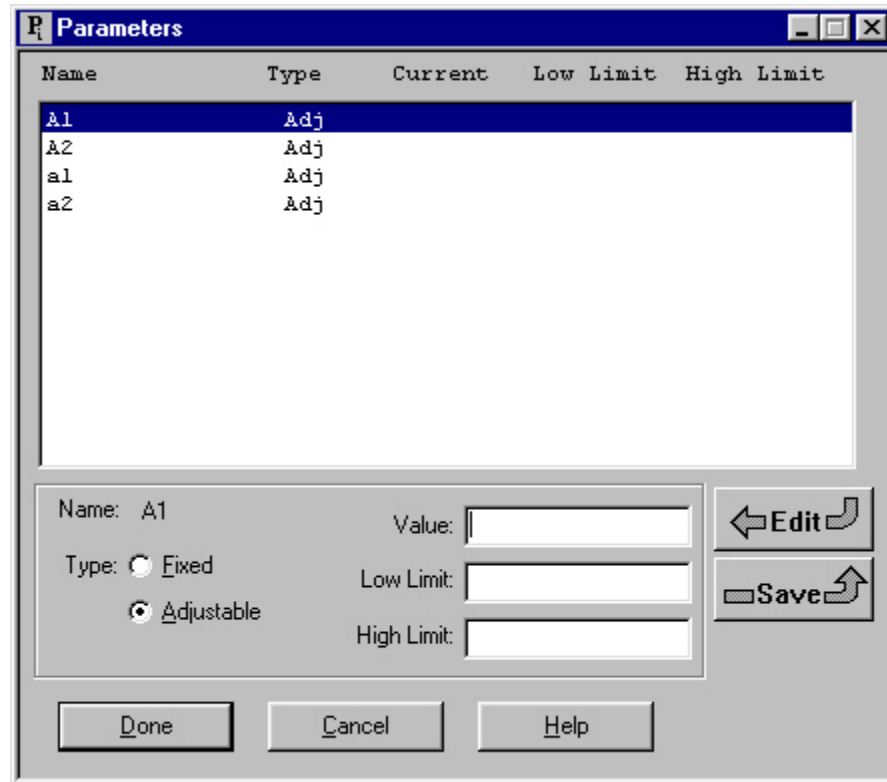 Parameters
Name Type Current Low Limit High Limit
A1 Adj
A2 Adj
a1 Adj
a2 Adj
Name: A1
Value:
Type: Fixed
Low Limit:
Adjustable
High Limit:
Edit
Save
Done Cancel Help